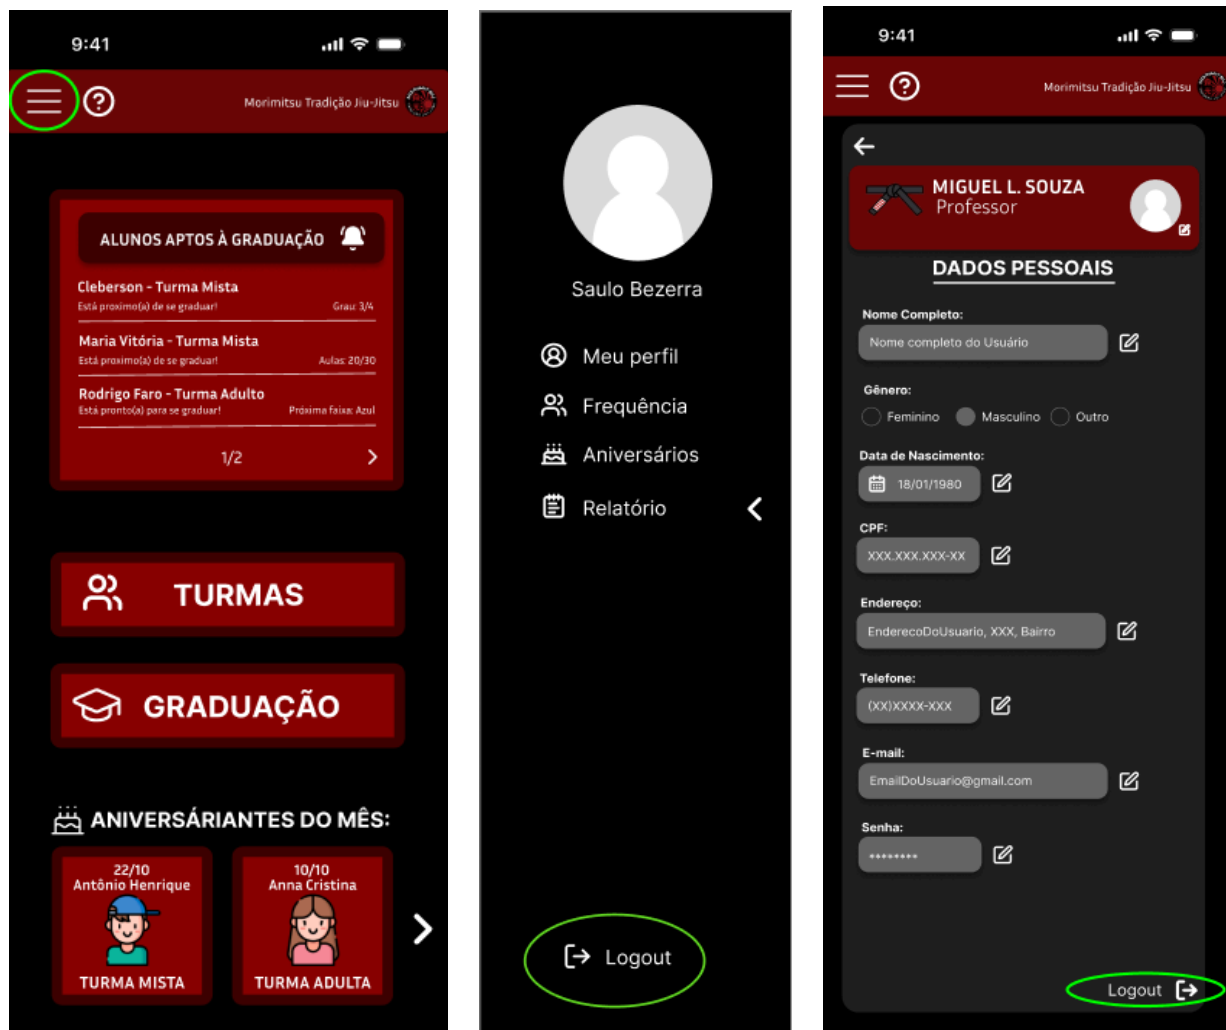 9:41
Morimitsu Tradição Jiu-Jitsu
ALUNOS APTOS À GRADUAÇÃO
Cleberson - Turma Mista
Está proximo(a) de se graduar! Grau: 3/4
Maria Vitória - Turma Mista
Está proximo(a) de se graduar! Aulas: 20/30
Rodrigo Faro - Turma Adulto
Está pronto(a) para se graduar! Próxima faixa: Azul
1/2
TURMAS
GRADUAÇÃO
ANIVERSÁRIANTES DO MÊS:
22/10
Antônio Henrique
TURMA MISTA
10/10
Anna Cristina
TURMA ADULTA
Saulo Bezerra
Meu perfil
Frequência
Aniversários
Relatório
Logout
9:41
Morimitsu Tradição Jiu-Jitsu
MIGUEL L. SOUZA
Professor
DADOS PESSOAIS
Nome Completo:
Nome completo do Usuário
Gênero:
Feminino Masculino Outro
Data de Nascimento:
18/01/1980
CPF:
XXX.XXX.XXX-XX
Endereço:
EnderecoDoUsuario, XXX, Bairro
Telefone:
(XX)XXXX-XXX
E-mail:
EmailDoUsuario@gmail.com
Senha:
********
Logout